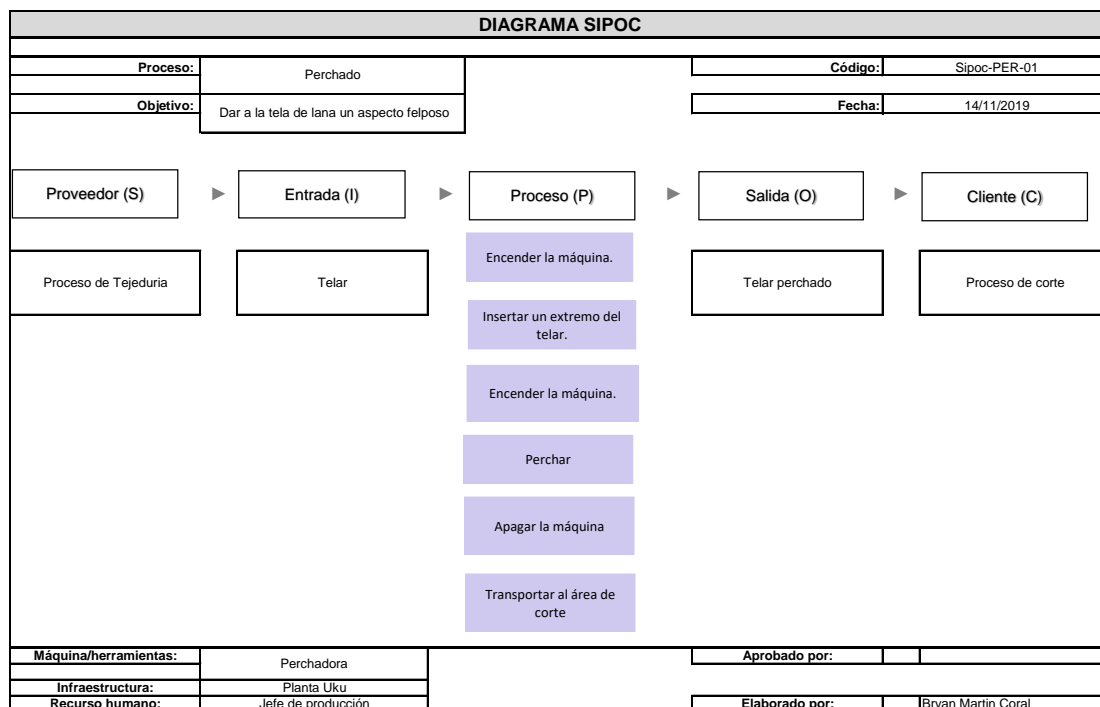 DIAGRAMA SIPOC
Proceso: Perchado Código: Sipoc-PER-01
Objetivo: Dar a la tela de lana un aspecto felposo Fecha: 14/11/2019
Proveedor (S) ► Entrada (I) ► Proceso (P) ► Salida (O) ► Cliente (C)
Proceso de Tejeduria Telar Encender la máquina. Telar perchado Proceso de corte
Insertar un extremo del
telar.
Encender la máquina.
Perchar
Apagar la máquina
Transportar al área de
corte
Máquina/herramientas: Perchadora Aprobado por:
Infraestructura: Planta Uku
Recurso humano: Jefe de producción Elaborado por: Bryan Martin Coral